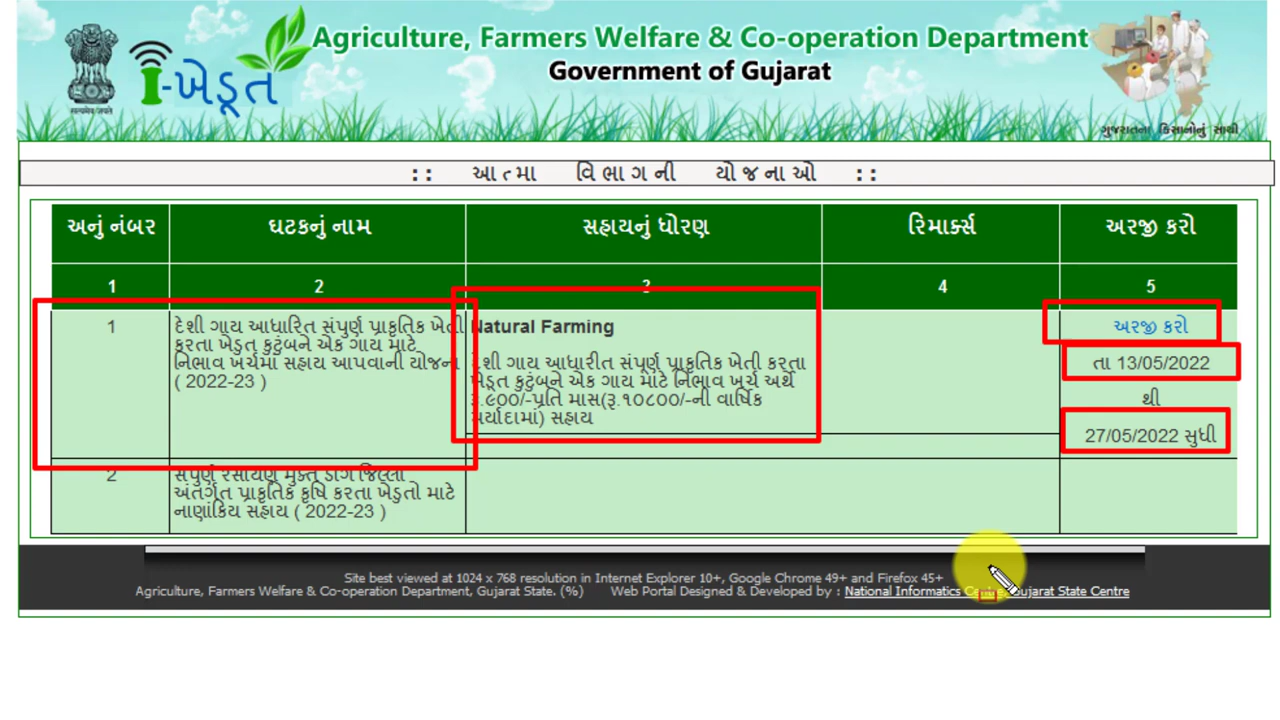 Agriculture, Farmers Welfare & Co-operation Department
Government of Gujarat
સત્યમેવ જયતે
i-ખેડૂત
ગુજરાતના કિસાનોનું સાથી
:: આત્મા વિભાગની યોજનાઓ ::
અનું નંબર
ઘટકનું નામ
સહાયનું ધોરણ
રિમાર્ક્સ
અરજી કરો
1
2
3
4
5
1
દેશી ગાય આધારિત સંપુર્ણ પ્રાકૃતિક ખેતી
કરતા ખેડુત કુટુંબને એક ગાય માટે
નિભાવ ખર્ચમાં સહાય આપવાની યોજના
( 2022-23 )
Natural Farming
દેશી ગાય આધારીત સંપૂર્ણ પ્રાકૃતિક ખેતી કરતા
ખેડૂત કુટુંબને એક ગાય માટે નિભાવ ખર્ચ અર્થે
રૂ.૯૦૦/-પ્રતિ માસ(રૂ.૧૦૮૦૦/-ની વાર્ષિક
મર્યાદામાં) સહાય
અરજી કરો
તા 13/05/2022
થી
27/05/2022 સુધી
2
સંપુર્ણ રસાયણ મુક્ત ડાંગ જિલ્લા
અંતર્ગત પ્રાકૃતિક કૃષિ કરતા ખેડુતો માટે
નાણાંકિય સહાય ( 2022-23 )
Site best viewed at 1024 x 768 resolution in Internet Explorer 10+, Google Chrome 49+ and Firefox 45+
Agriculture, Farmers Welfare & Co-operation Department, Gujarat State. (%) Web Portal Designed & Developed by : National Informatics Centre, Gujarat State Centre